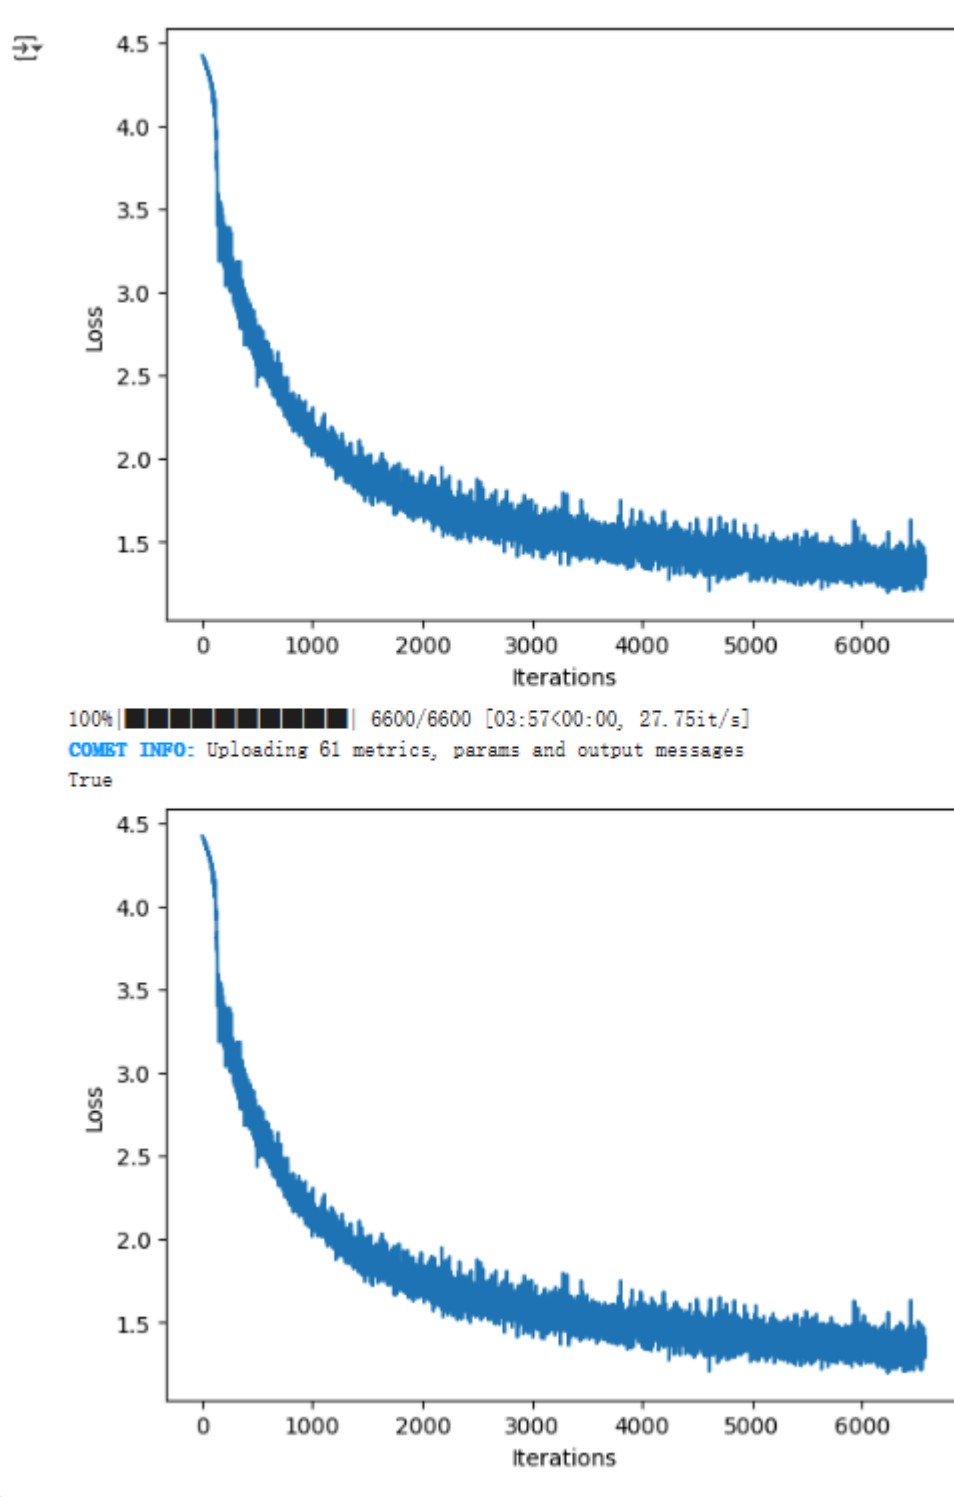 4.5
4.0
3.5
3.0
2.5
2.0
1.5
Loss
0 1000 2000 3000 4000 5000 6000
Iterations
100%| 6600/6600 [03:57<00:00, 27.75it/s]
COMET INFO: Uploading 61 metrics, params and output messages
True
4.5
4.0
3.5
3.0
2.5
2.0
1.5
Loss
0 1000 2000 3000 4000 5000 6000
Iterations